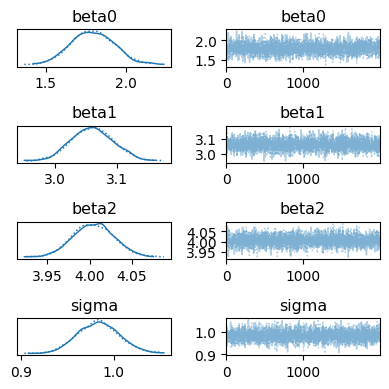 beta0 beta0
2.0
1.5
1.5 2.0 0 1000
beta1 beta1
3.1
3.0
3.0 3.1 0 1000
beta2 beta2
4.05
4.00
3.95
3.95 4.00 4.05 0 1000
sigma sigma
1.0
0.9
0.9 1.0 0 1000